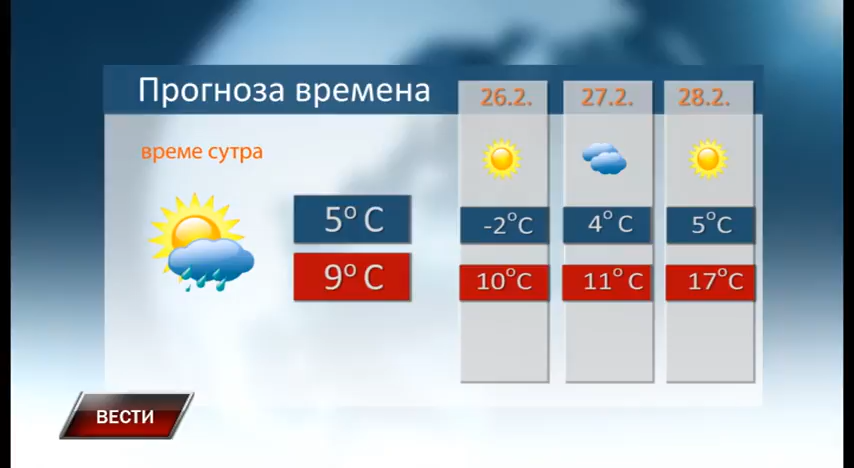 Прогноза времена
време сутра
5°C
9°C
26.2.
27.2.
28.2.
-2°C
4°C
5°C
10°C
11°C
17°C
ВЕСТИ